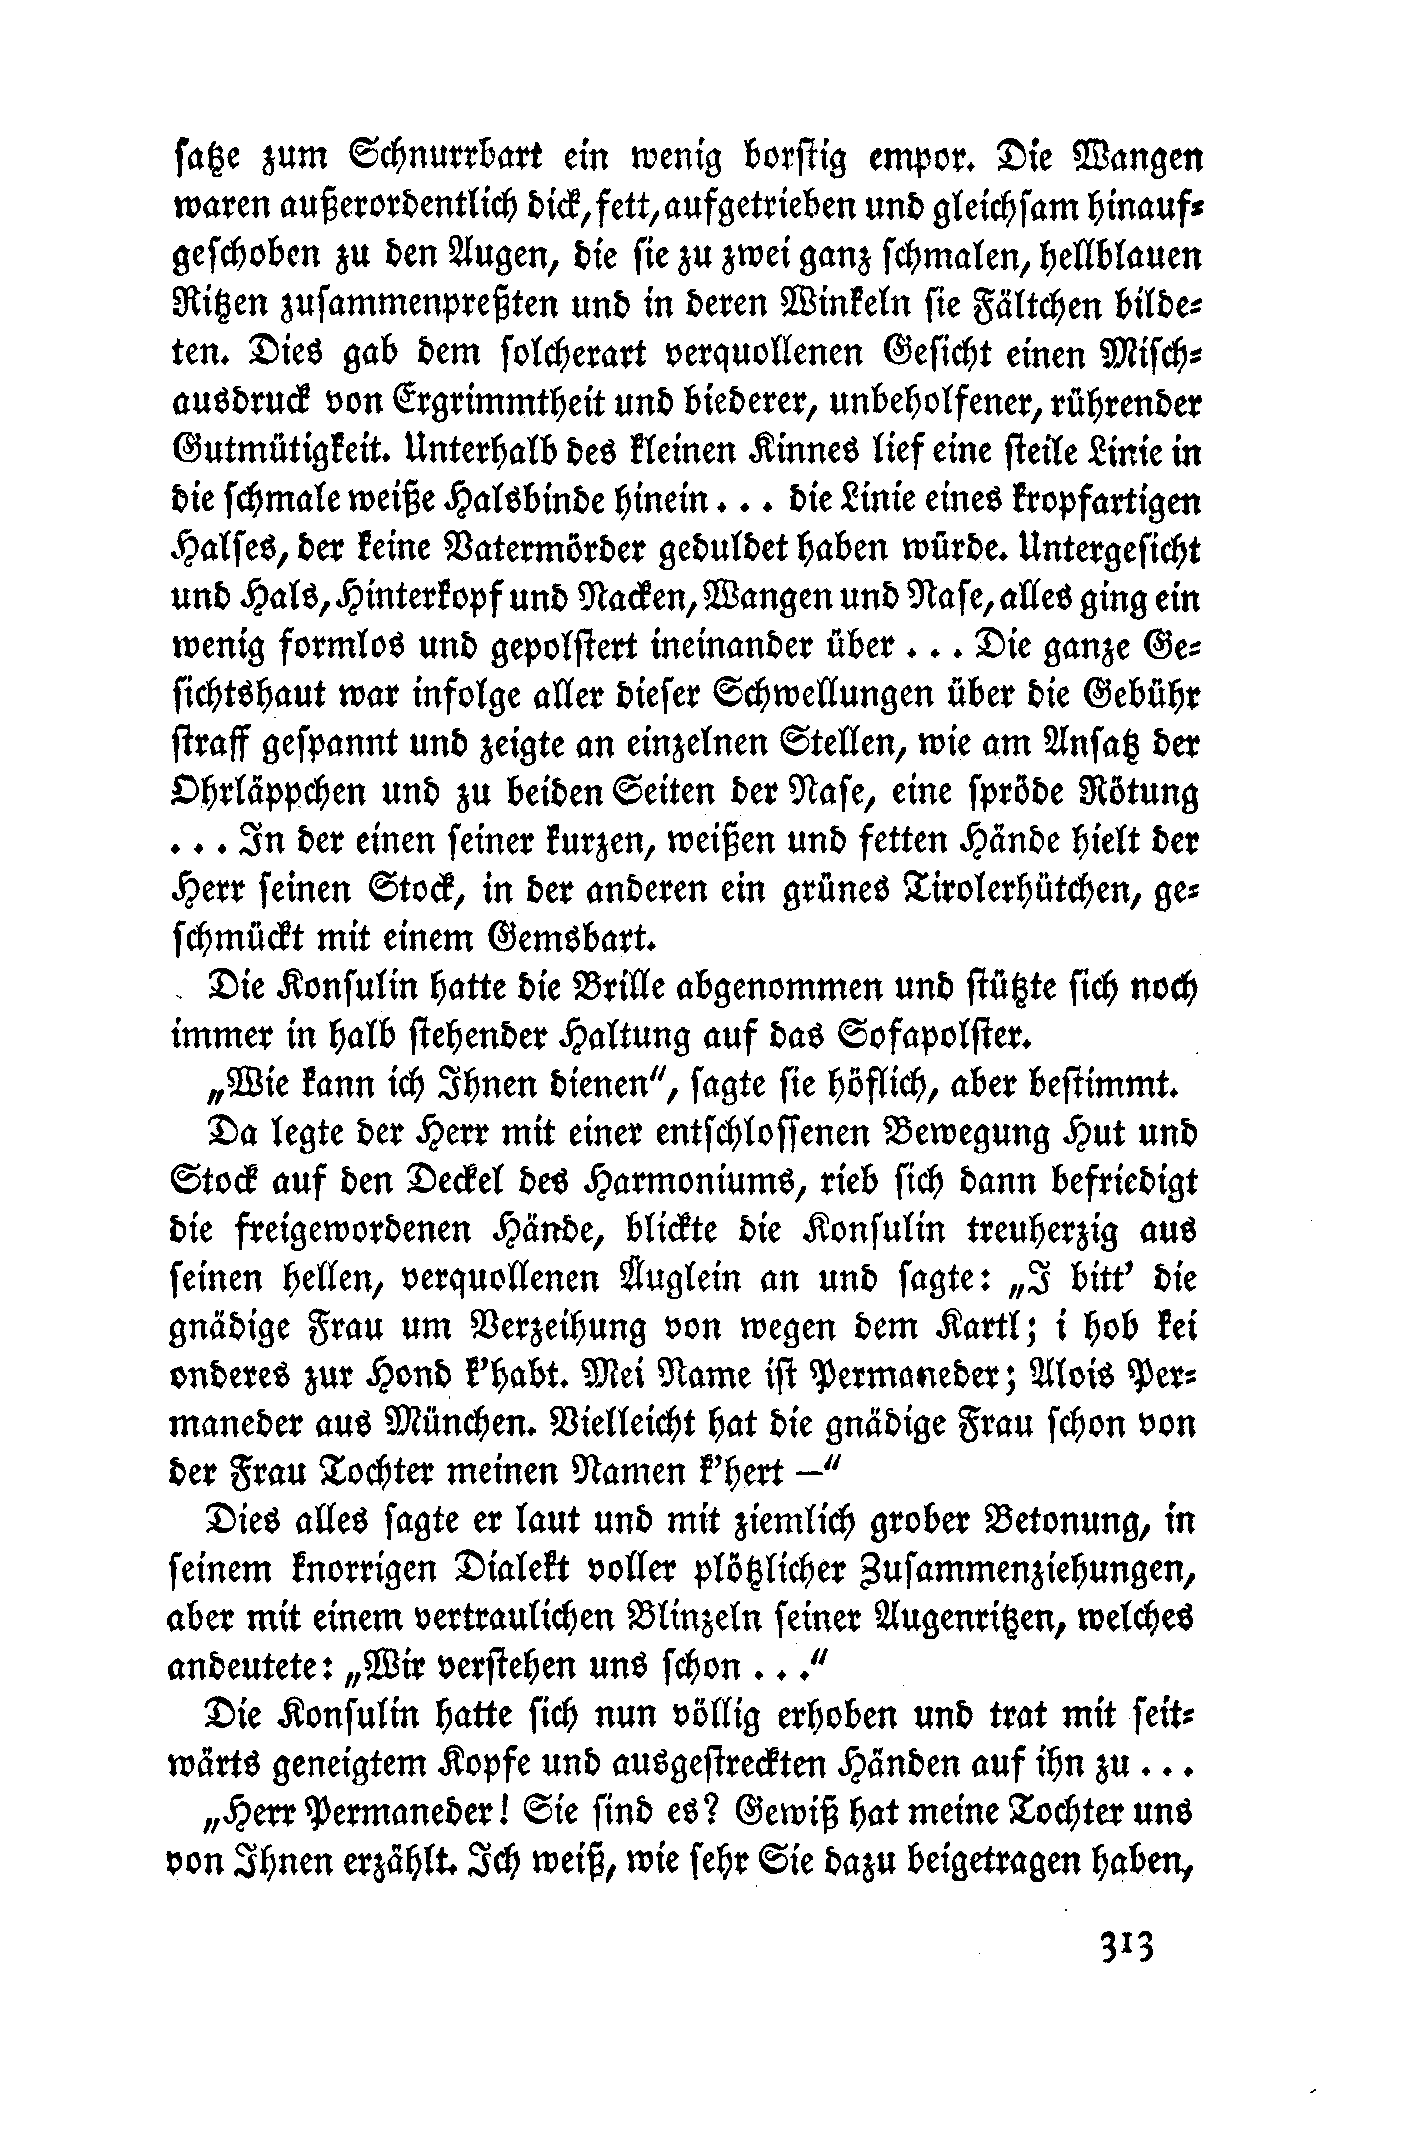 satze zum Schnurrbart ein wenig borstig empor. Die Wangen
waren außerordentlich dick, fett, aufgetrieben und gleichsam hinauf-
geschoben zu den Augen, die sie zu zwei ganz schmalen, hellblauen
Ritzen zusammenpreßten und in deren Winkeln sie Fältchen bilde-
ten. Dies gab dem solcherart verquollenen Gesicht einen Misch-
ausdruck von Ergrimmtheit und biederer, unbeholfener, rührender
Gutmütigkeit. Unterhalb des kleinen Kinnes lief eine steile Linie in
die schmale weiße Halsbinde hinein... die Linie eines kropfartigen
Halses, der keine Vatermörder geduldet haben würde. Untergesicht
und Hals, Hinterkopf und Nacken, Wangen und Nase, alles ging ein
wenig formlos und gepolstert ineinander über ... Die ganze Ge-
sichtshaut war infolge aller dieser Schwellungen über die Gebühr
straff gespannt und zeigte an einzelnen Stellen, wie am Ansatz der
Ohrläppchen und zu beiden Seiten der Nase, eine spröde Rötung
... In der einen seiner kurzen, weißen und fetten Hände hielt der
Herr seinen Stock, in der anderen ein grünes Tirolerhütchen, ge-
schmückt mit einem Gemsbart.
Die Konsulin hatte die Brille abgenommen und stützte sich noch
immer in halb stehender Haltung auf das Sofapolster.
„Wie kann ich Ihnen dienen“, sagte sie höflich, aber bestimmt.
Da legte der Herr mit einer entschlossenen Bewegung Hut und
Stock auf den Deckel des Harmoniums, rieb sich dann befriedigt
die freigewordenen Hände, blickte die Konsulin treuherzig aus
seinen hellen, verquollenen Äuglein an und sagte: „I bitt’ die
gnädige Frau um Verzeihung von wegen dem Kartl; i hob kei
onderes zur Hond k’habt. Mei Name ist Permaneder; Alois Per-
maneder aus München. Vielleicht hat die gnädige Frau schon von
der Frau Tochter meinen Namen k’hert —“
Dies alles sagte er laut und mit ziemlich grober Betonung, in
seinem knorrigen Dialekt voller plötzlicher Zusammenziehungen,
aber mit einem vertraulichen Blinzeln seiner Augenritzen, welches
andeutete: „Wir verstehen uns schon ...“
Die Konsulin hatte sich nun völlig erhoben und trat mit seit-
wärts geneigtem Kopfe und ausgestreckten Händen auf ihn zu ...
„Herr Permaneder! Sie sind es? Gewiß hat meine Tochter uns
von Ihnen erzählt. Ich weiß, wie sehr Sie dazu beigetragen haben,
313